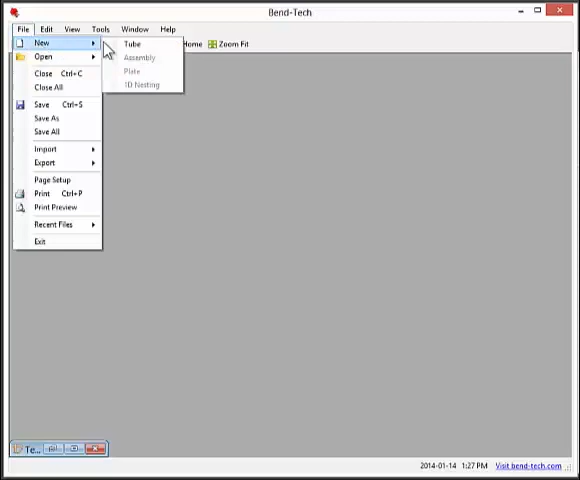 Bend-Tech
File Edit View Tools Window Help
Home Zoom Fit
New
Tube
Open
Assembly
Plate
Close Ctrl+C
1D Nesting
Close All
Save Ctrl+S
Save As
Save All
Import
Export
Page Setup
Print Ctrl+P
Print Preview
Recent Files
Exit
Te...
2014-01-14 1:27 PM Visit bend-tech.com